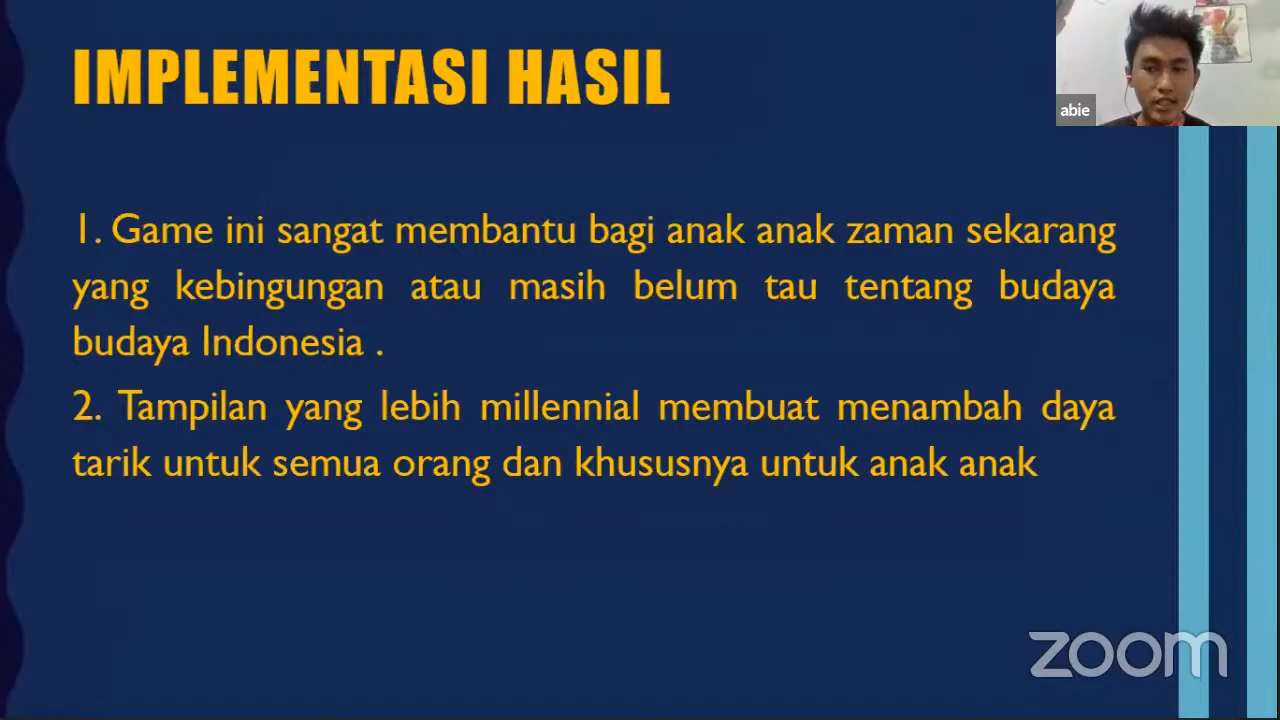 IMPLEMENTASI HASIL
abie
1. Game ini sangat membantu bagi anak anak zaman sekarang
yang kebingungan atau masih belum tau tentang budaya
budaya Indonesia .
2. Tampilan yang lebih millennial membuat menambah daya
tarik untuk semua orang dan khususnya untuk anak anak
zoom